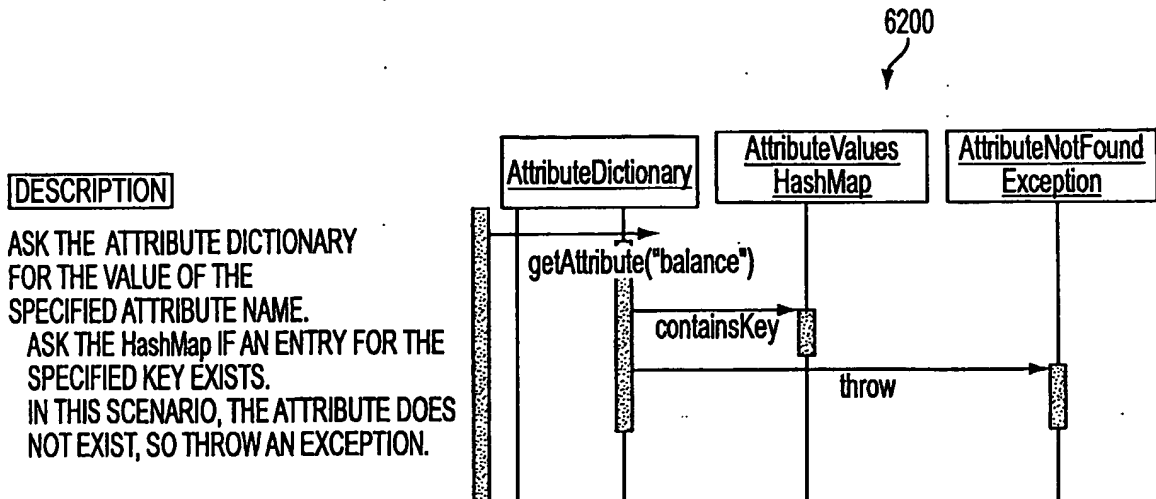 6200
AttributeDictionary
AttributeValues
HashMap
AttributeNotFound
Exception
DESCRIPTION
ASK THE ATTRIBUTE DICTIONARY
FOR THE VALUE OF THE
SPECIFIED ATTRIBUTE NAME.
ASK THE HashMap IF AN ENTRY FOR THE
SPECIFIED KEY EXISTS.
IN THIS SCENARIO, THE ATTRIBUTE DOES
NOT EXIST, SO THROW AN EXCEPTION.
getAttribute("balance")
containsKey
throw